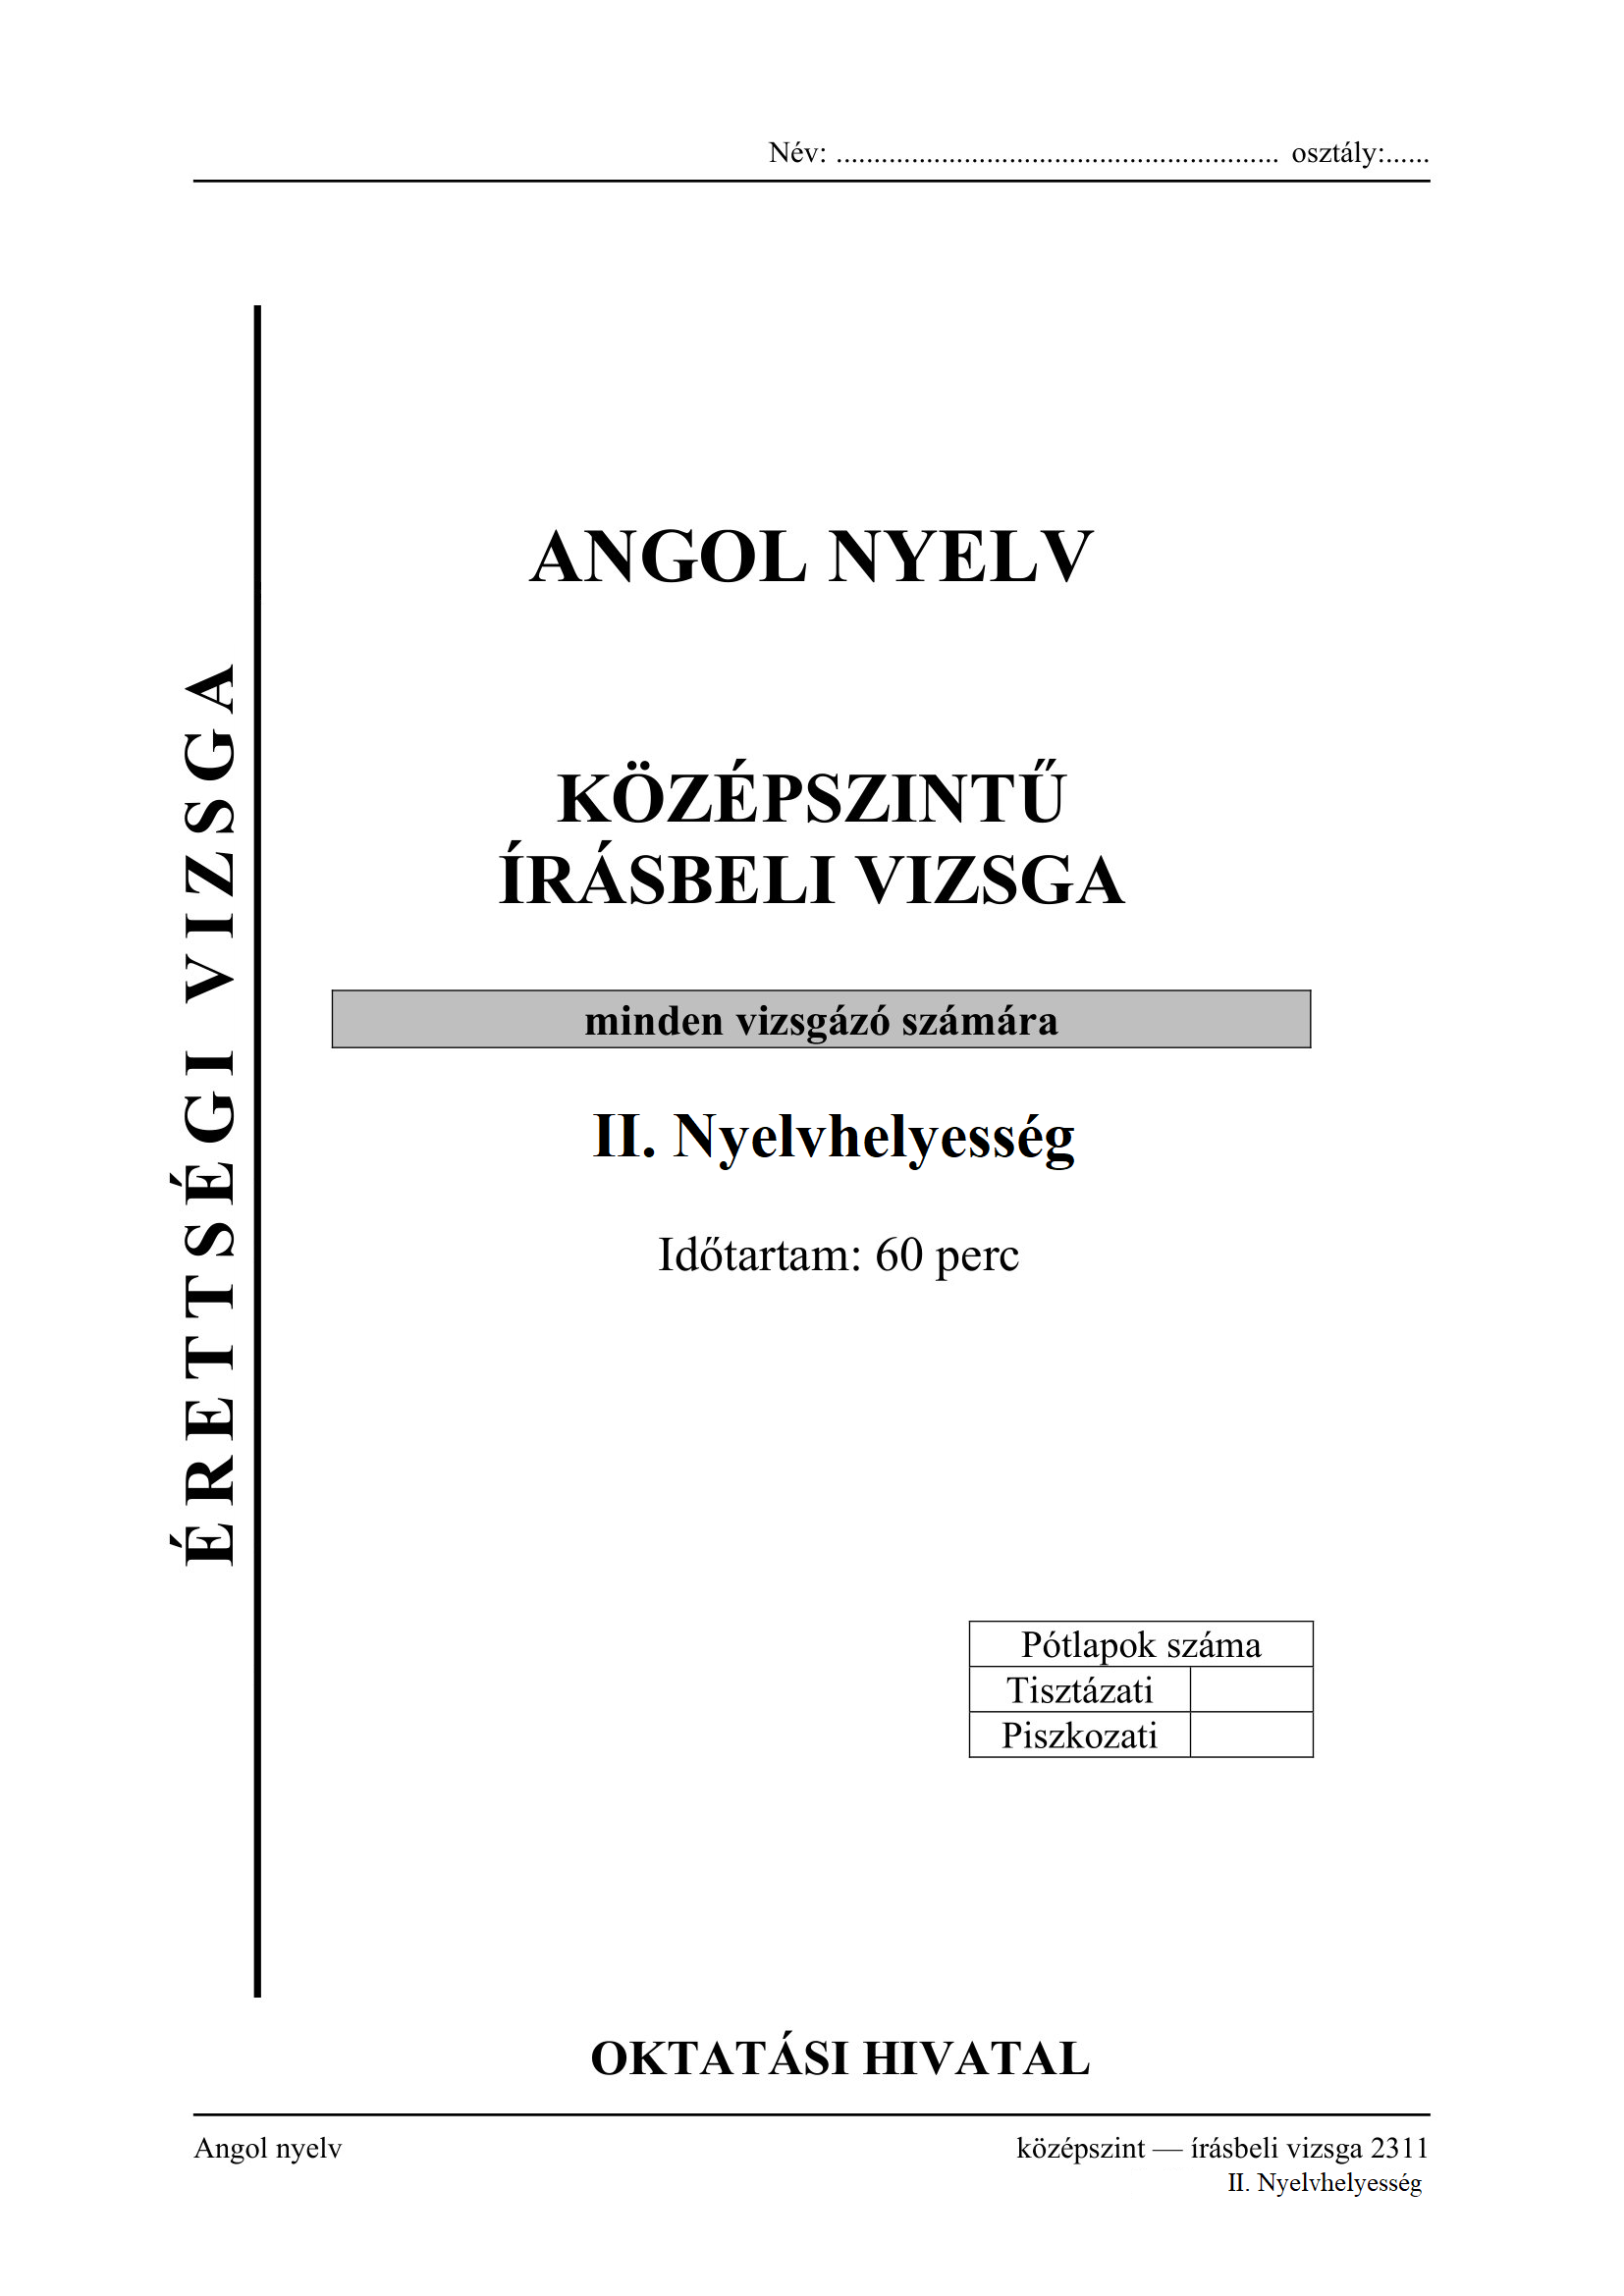 Név: ........................................................... osztály:......
ÉRETTSÉGI VIZSGA
ANGOL NYELV
KÖZÉPSZINTŰ
ÍRÁSBELI VIZSGA
minden vizsgázó számára
II. Nyelvhelyesség
Időtartam: 60 perc
Pótlapok száma
Tisztázati
Piszkozati
OKTATÁSI HIVATAL
Angol nyelv középszint — írásbeli vizsga 2311
II. Nyelvhelyesség